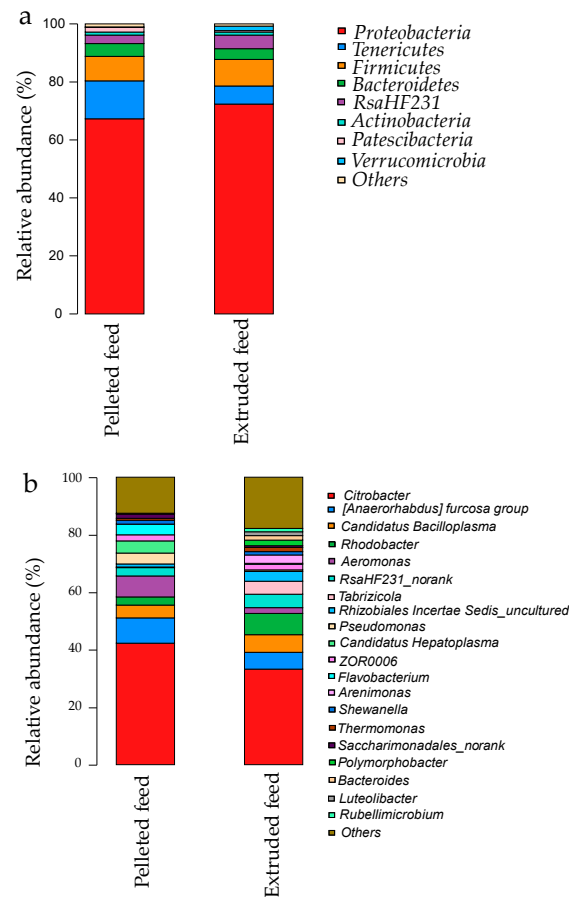 a
Relative abundance (%)
100
80
60
40
20
0
Pelleted feed
Extruded feed
Proteobacteria
Tenericutes
Firmicutes
Bacteroidetes
RsaHF231
Actinobacteria
Patescibacteria
Verrucomicrobia
Others
b
Relative abundance (%)
100
80
60
40
20
0
Pelleted feed
Extruded feed
Citrobacter
[Anaerorhabdus] furcosa group
Candidatus Bacilloplasma
Rhodobacter
Aeromonas
RsaHF231_norank
Tabrizicola
Rhizobiales Incertae Sedis_uncultured
Pseudomonas
Candidatus Hepatoplasma
ZOR0006
Flavobacterium
Arenimonas
Shewanella
Thermomonas
Saccharimonadales_norank
Polymorphobacter
Bacteroides
Luteolibacter
Rubellimicrobium
Others